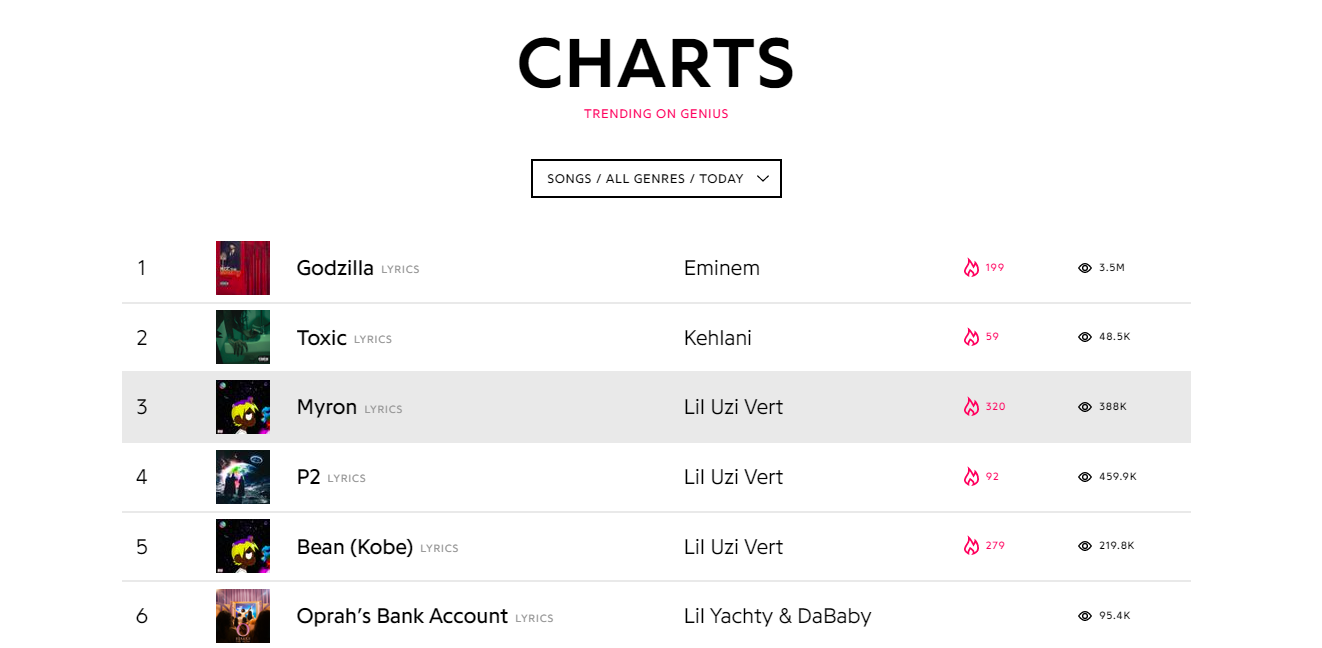 CHARTS
TRENDING ON GENIUS
SONGS / ALL GENRES / TODAY
1 Godzilla LYRICS Eminem 199 3.5M
2 Toxic LYRICS Kehlani 59 48.5K
3 Myron LYRICS Lil Uzi Vert 320 388K
4 P2 LYRICS Lil Uzi Vert 92 459.9K
5 Bean (Kobe) LYRICS Lil Uzi Vert 279 219.8K
6 Oprah’s Bank Account LYRICS Lil Yachty & DaBaby 95.4K